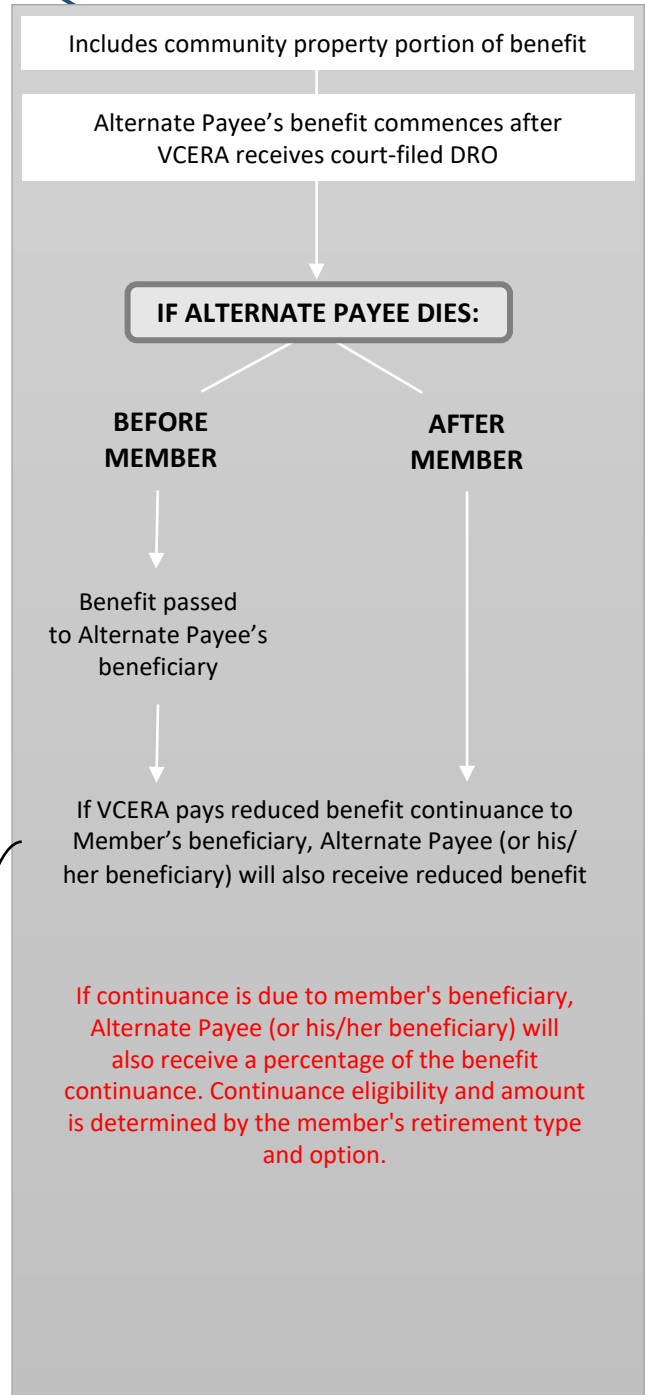 Includes community property portion of benefit
Alternate Payee’s benefit commences after
VCERA receives court-filed DRO
IF ALTERNATE PAYEE DIES:
BEFORE
MEMBER
AFTER
MEMBER
Benefit passed
to Alternate Payee’s
beneficiary
If VCERA pays reduced benefit continuance to
Member’s beneficiary, Alternate Payee (or his/
her beneficiary) will also receive reduced benefit
If continuance is due to member's beneficiary,
Alternate Payee (or his/her beneficiary) will
also receive a percentage of the benefit
continuance. Continuance eligibility and amount
is determined by the member's retirement type
and option.